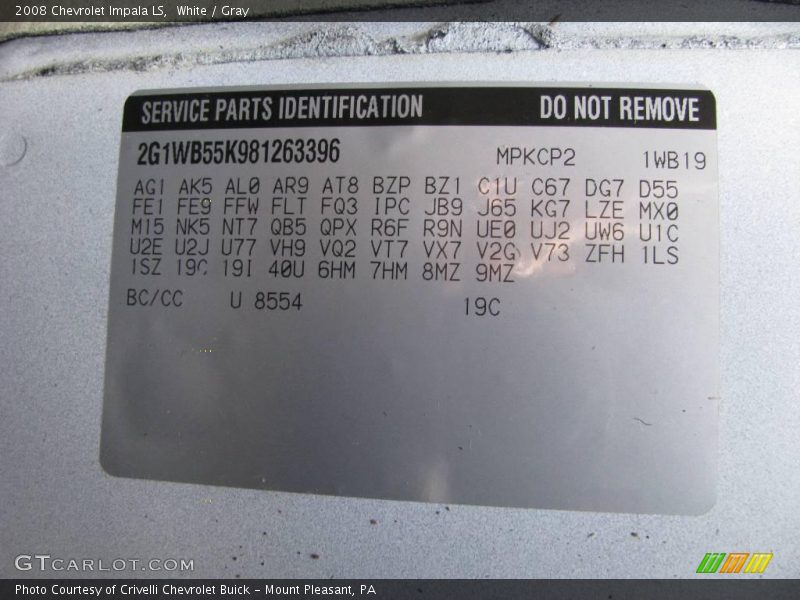 2008 Chevrolet Impala LS, White / Gray
SERVICE PARTS IDENTIFICATION DO NOT REMOVE
2G1WB55K981263396 MPKCP2 1WB19
AG1 AK5 AL0 AR9 AT8 BZP BZ1 C1U C67 DG7 D55
FE1 FE9 FFW FLT FQ3 IPC JB9 J65 KG7 LZE MX0
M15 NK5 NT7 QB5 QPX R6F R9N UE0 UJ2 UW6 U1C
U2E U2J U77 VH9 VQ2 VT7 VX7 V2G V73 ZFH 1LS
1SZ 19C 19I 40U 6HM 7HM 8MZ 9MZ
BC/CC U 8554 19C
GTCARLOT.COM
Photo Courtesy of Crivelli Chevrolet Buick - Mount Pleasant, PA